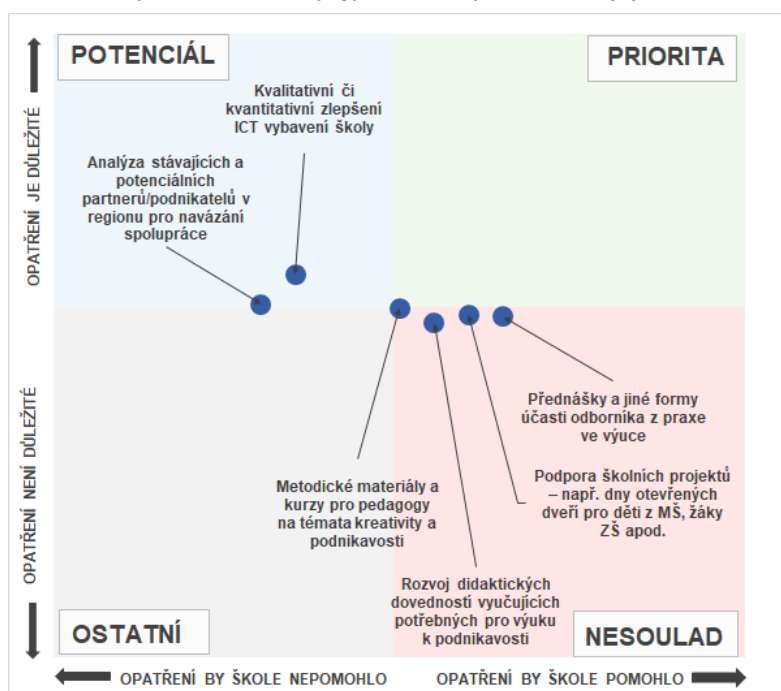 POTENCIÁL
PRIORITA
Kvalitativní či
kvantitativní zlepšení
ICT vybavení školy
Analýza stávajících a
potenciálních
partnerů/podnikatelů v
regionu pro navázání
spolupráce
OPATŘENÍ JE DŮLEŽITÉ
OPATŘENÍ NENÍ DŮLEŽITÉ
Přednášky a jiné formy
účasti odborníka z praxe
ve výuce
Metodické materiály a
kurzy pro pedagogy
na témata kreativity a
podnikavosti
Podpora školních projektů
– např. dny otevřených
dveří pro děti z MŠ, žáky
ZŠ apod.
Rozvoj didaktických
dovedností vyučujících
potřebných pro výuku
k podnikavosti
OSTATNÍ
NESOULAD
OPATŘENÍ BY ŠKOLE NEPOMOHLO
OPATŘENÍ BY ŠKOLE POMOHLO